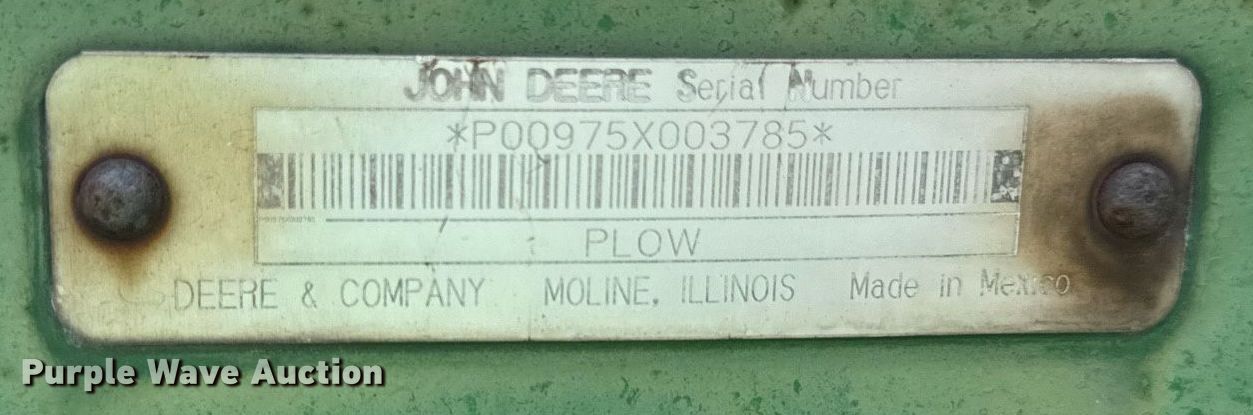 JOHN DEERE Serial Number
*P00975X003785*
PLOW
DEERE & COMPANY MOLINE, ILLINOIS Made in Mexico
Purple Wave Auction